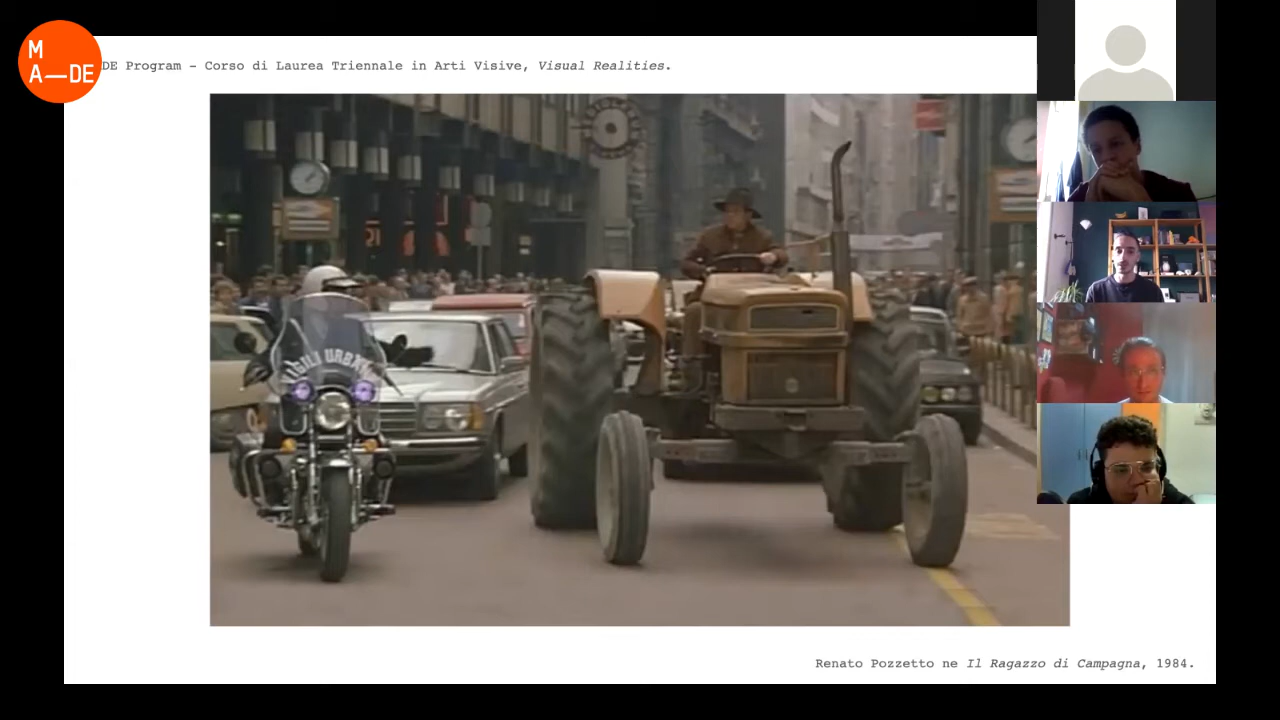 M
A—DE
DE Program – Corso di Laurea Triennale in Arti Visive, Visual Realities.
VIGILI URBANI
Renato Pozzetto ne Il Ragazzo di Campagna, 1984.